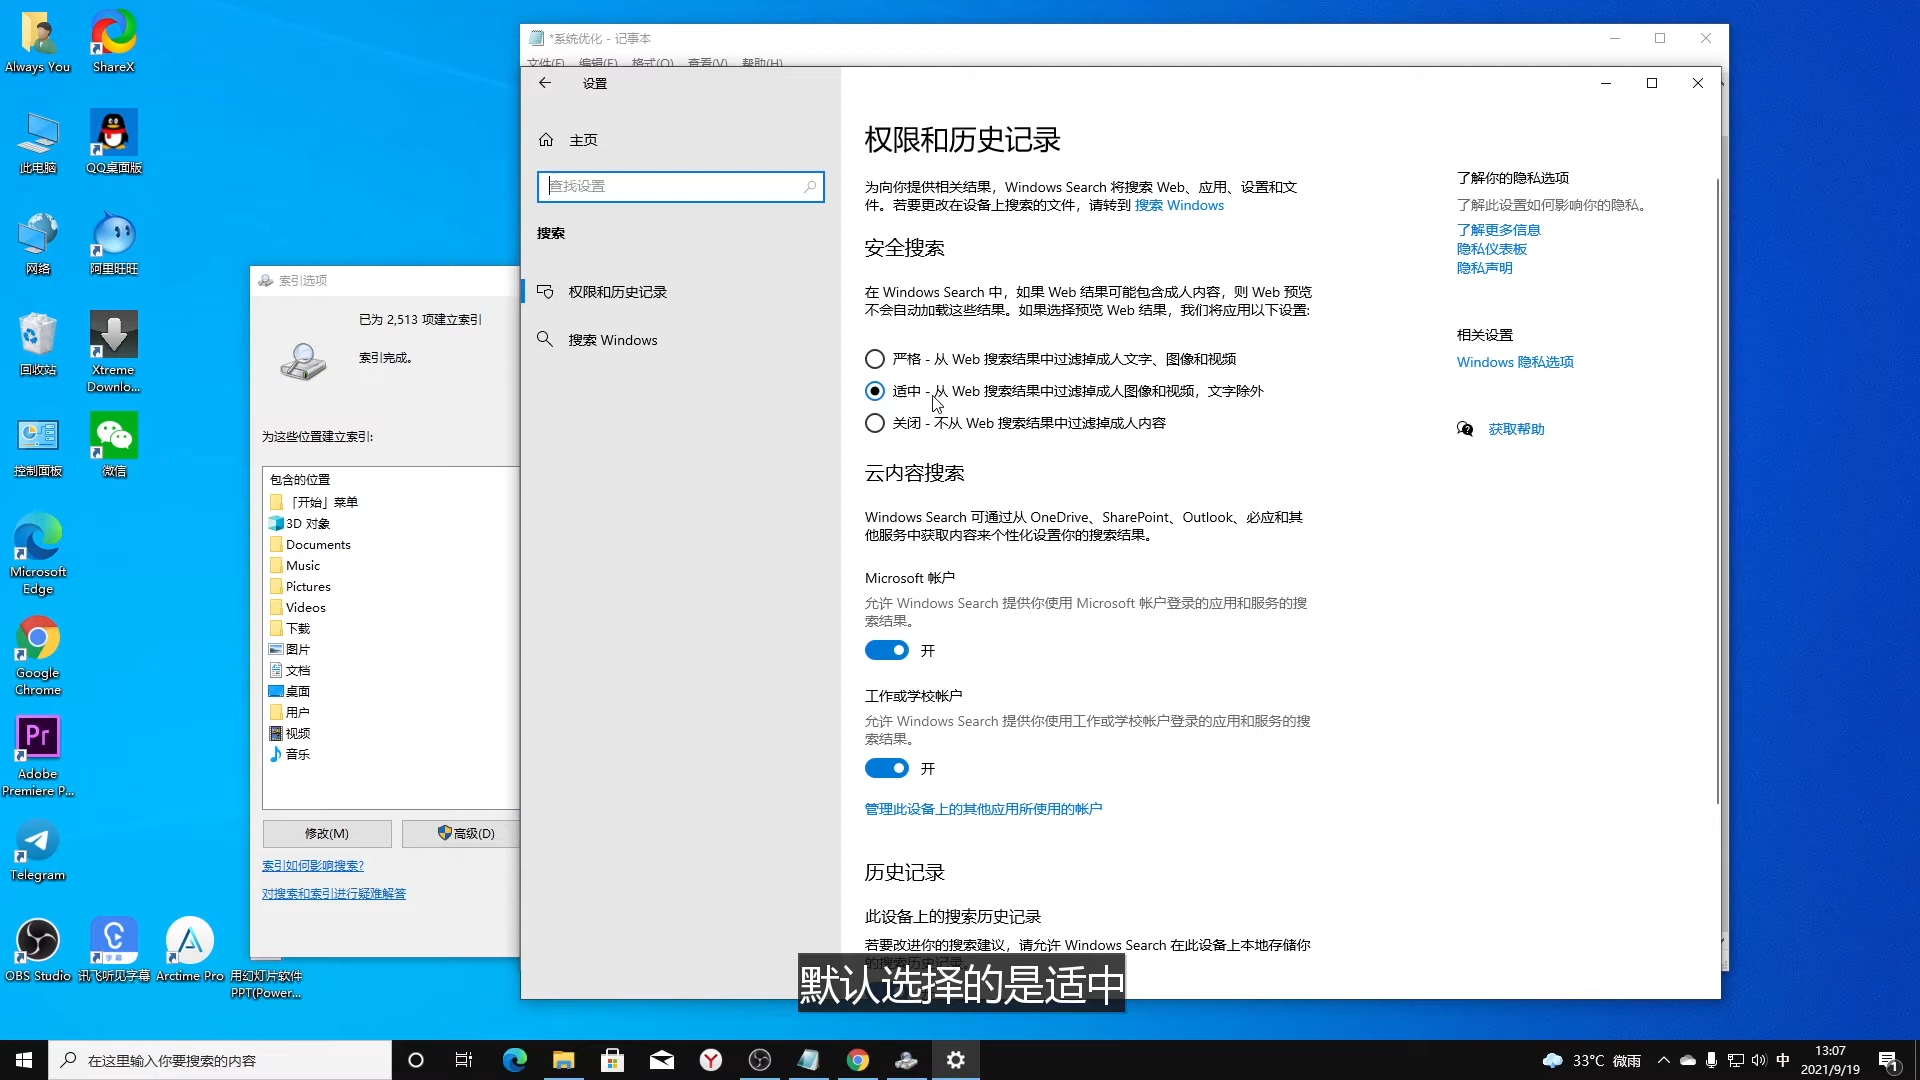 Always You
ShareX
此电脑
QQ桌面版
网络
阿里旺旺
回收站
Xtreme
Downlo...
控制面板
微信
Microsoft
Edge
Google
Chrome
Pr
Adobe
Premiere P...
Telegram
字幕
OBS Studio
讯飞听见字幕
Arctime Pro
用幻灯片软件
PPT(Power...
*系统优化 - 记事本
文件(F)
编辑(E)
格式(O)
查看(V)
帮助(H)
索引选项
已为 2,513 项建立索引
索引完成。
为这些位置建立索引:
包含的位置
「开始」菜单
3D 对象
Documents
Music
Pictures
Videos
下载
图片
文档
桌面
用户
视频
音乐
修改(M)
高级(D)
索引如何影响搜索?
对搜索和索引进行疑难解答
设置
主页
查找设置
搜索
权限和历史记录
搜索 Windows
权限和历史记录
为向你提供相关结果，Windows Search 将搜索 Web、应用、设置和文
件。若要更改在设备上搜索的文件，请转到 搜索 Windows
安全搜索
在 Windows Search 中，如果 Web 结果可能包含成人内容，则 Web 预览
不会自动加载这些结果。如果选择预览 Web 结果，我们将应用以下设置:
严格 - 从 Web 搜索结果中过滤掉成人文字、图像和视频
适中 - 从 Web 搜索结果中过滤掉成人图像和视频，文字除外
关闭 - 不从 Web 搜索结果中过滤掉成人内容
云内容搜索
Windows Search 可通过从 OneDrive、SharePoint、Outlook、必应和其
他服务中获取内容来个性化设置你的搜索结果。
Microsoft 帐户
允许 Windows Search 提供你使用 Microsoft 帐户登录的应用和服务的搜
索结果。
开
工作或学校帐户
允许 Windows Search 提供你使用工作或学校帐户登录的应用和服务的搜
索结果。
开
管理此设备上的其他应用所使用的帐户
历史记录
此设备上的搜索历史记录
若要改进你的搜索建议，请允许 Windows Search 在此设备上本地存储你
的搜索历史记录
了解你的隐私选项
了解此设置如何影响你的隐私。
了解更多信息
隐私仪表板
隐私声明
相关设置
Windows 隐私选项
获取帮助
默认选择的是适中
在这里输入你要搜索的内容
33°C 微雨
中
13:07
2021/9/19
1